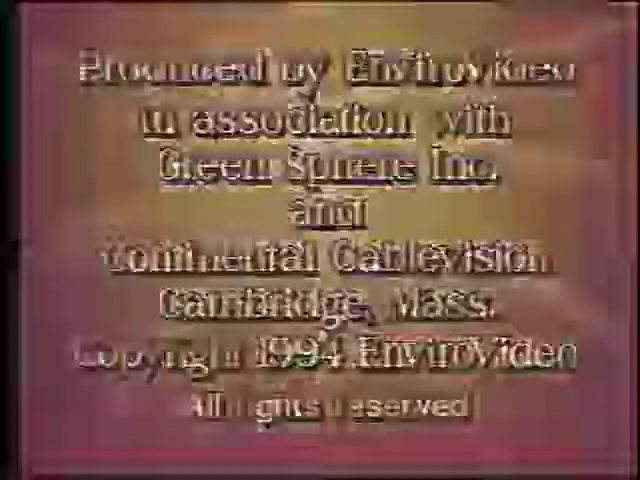 Produced by EnviroVideo
in association with
Green Sphere Inc.
and
Continental Cablevision
Cambridge, Mass.
Copyright 1994 EnviroVideo
All rights reserved